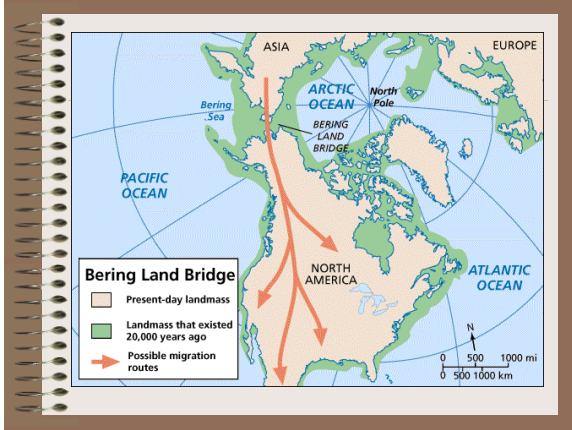 ASIA
EUROPE
ARCTIC
OCEAN
North
Pole
Bering
Sea
BERING
LAND
BRIDGE
PACIFIC
OCEAN
NORTH
AMERICA
ATLANTIC
OCEAN
Bering Land Bridge
Present-day landmass
Landmass that existed
20,000 years ago
Possible migration
routes
N
0 500 1000 mi
0 500 1000 km